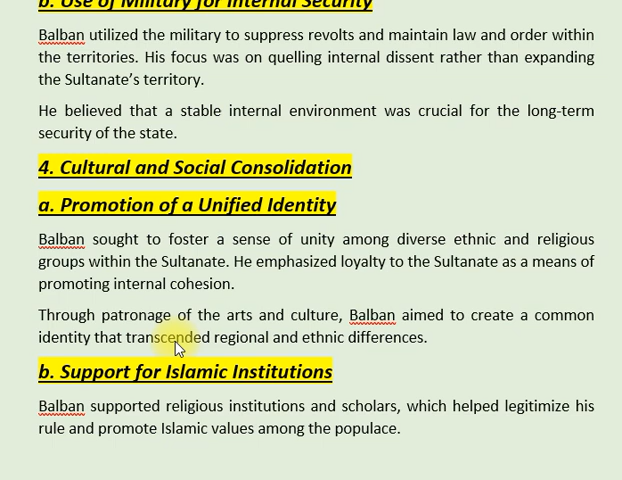 b. Use of Military for Internal Security
Balban utilized the military to suppress revolts and maintain law and order within
the territories. His focus was on quelling internal dissent rather than expanding
the Sultanate's territory.
He believed that a stable internal environment was crucial for the long-term
security of the state.
4. Cultural and Social Consolidation
a. Promotion of a Unified Identity
Balban sought to foster a sense of unity among diverse ethnic and religious
groups within the Sultanate. He emphasized loyalty to the Sultanate as a means of
promoting internal cohesion.
Through patronage of the arts and culture, Balban aimed to create a common
identity that transcended regional and ethnic differences.
b. Support for Islamic Institutions
Balban supported religious institutions and scholars, which helped legitimize his
rule and promote Islamic values among the populace.